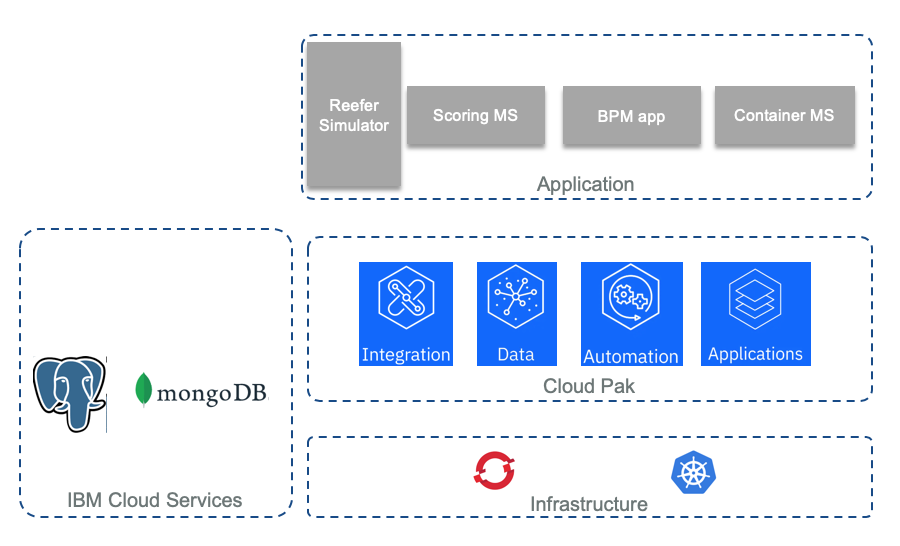 Reefer
Simulator
Scoring MS
BPM app
Container MS
Application
Integration
Data
Automation
Applications
Cloud Pak
mongoDB
IBM Cloud Services
Infrastructure